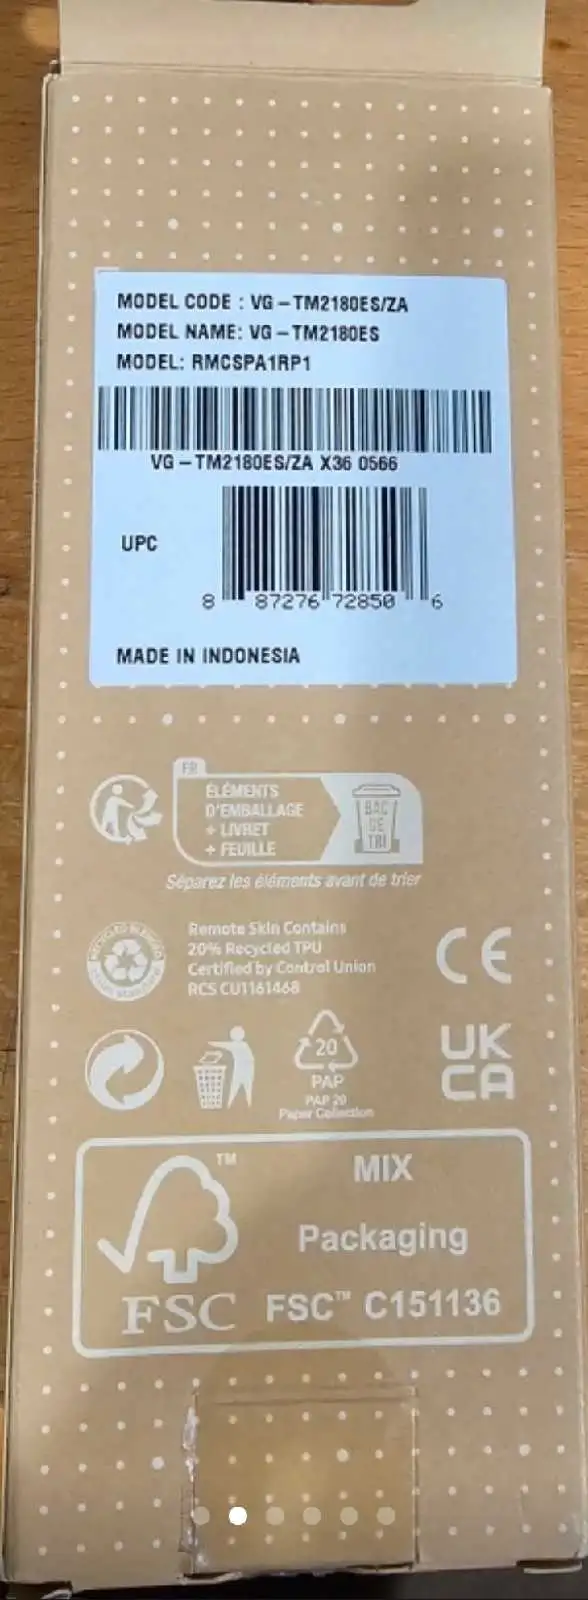 MODEL CODE : VG-TM2180ES/ZA
MODEL NAME: VG-TM2180ES
MODEL: RMCSPA1RP1
VG-TM2180ES/ZA X36 0566
UPC
8 87276 72850 6
MADE IN INDONESIA
FR
ÉLÉMENTS
D'EMBALLAGE
+ LIVRET
+ FEUILLE
BAC
DE
TRI
Séparez les éléments avant de trier
Remote Skin Contains
20% Recycled TPU
Certified by Control Union
RCS CU1161468
CE
20
PAP
PAP 20
Paper Collection
UK
CA
TM
MIX
Packaging
FSC FSC™ C151136